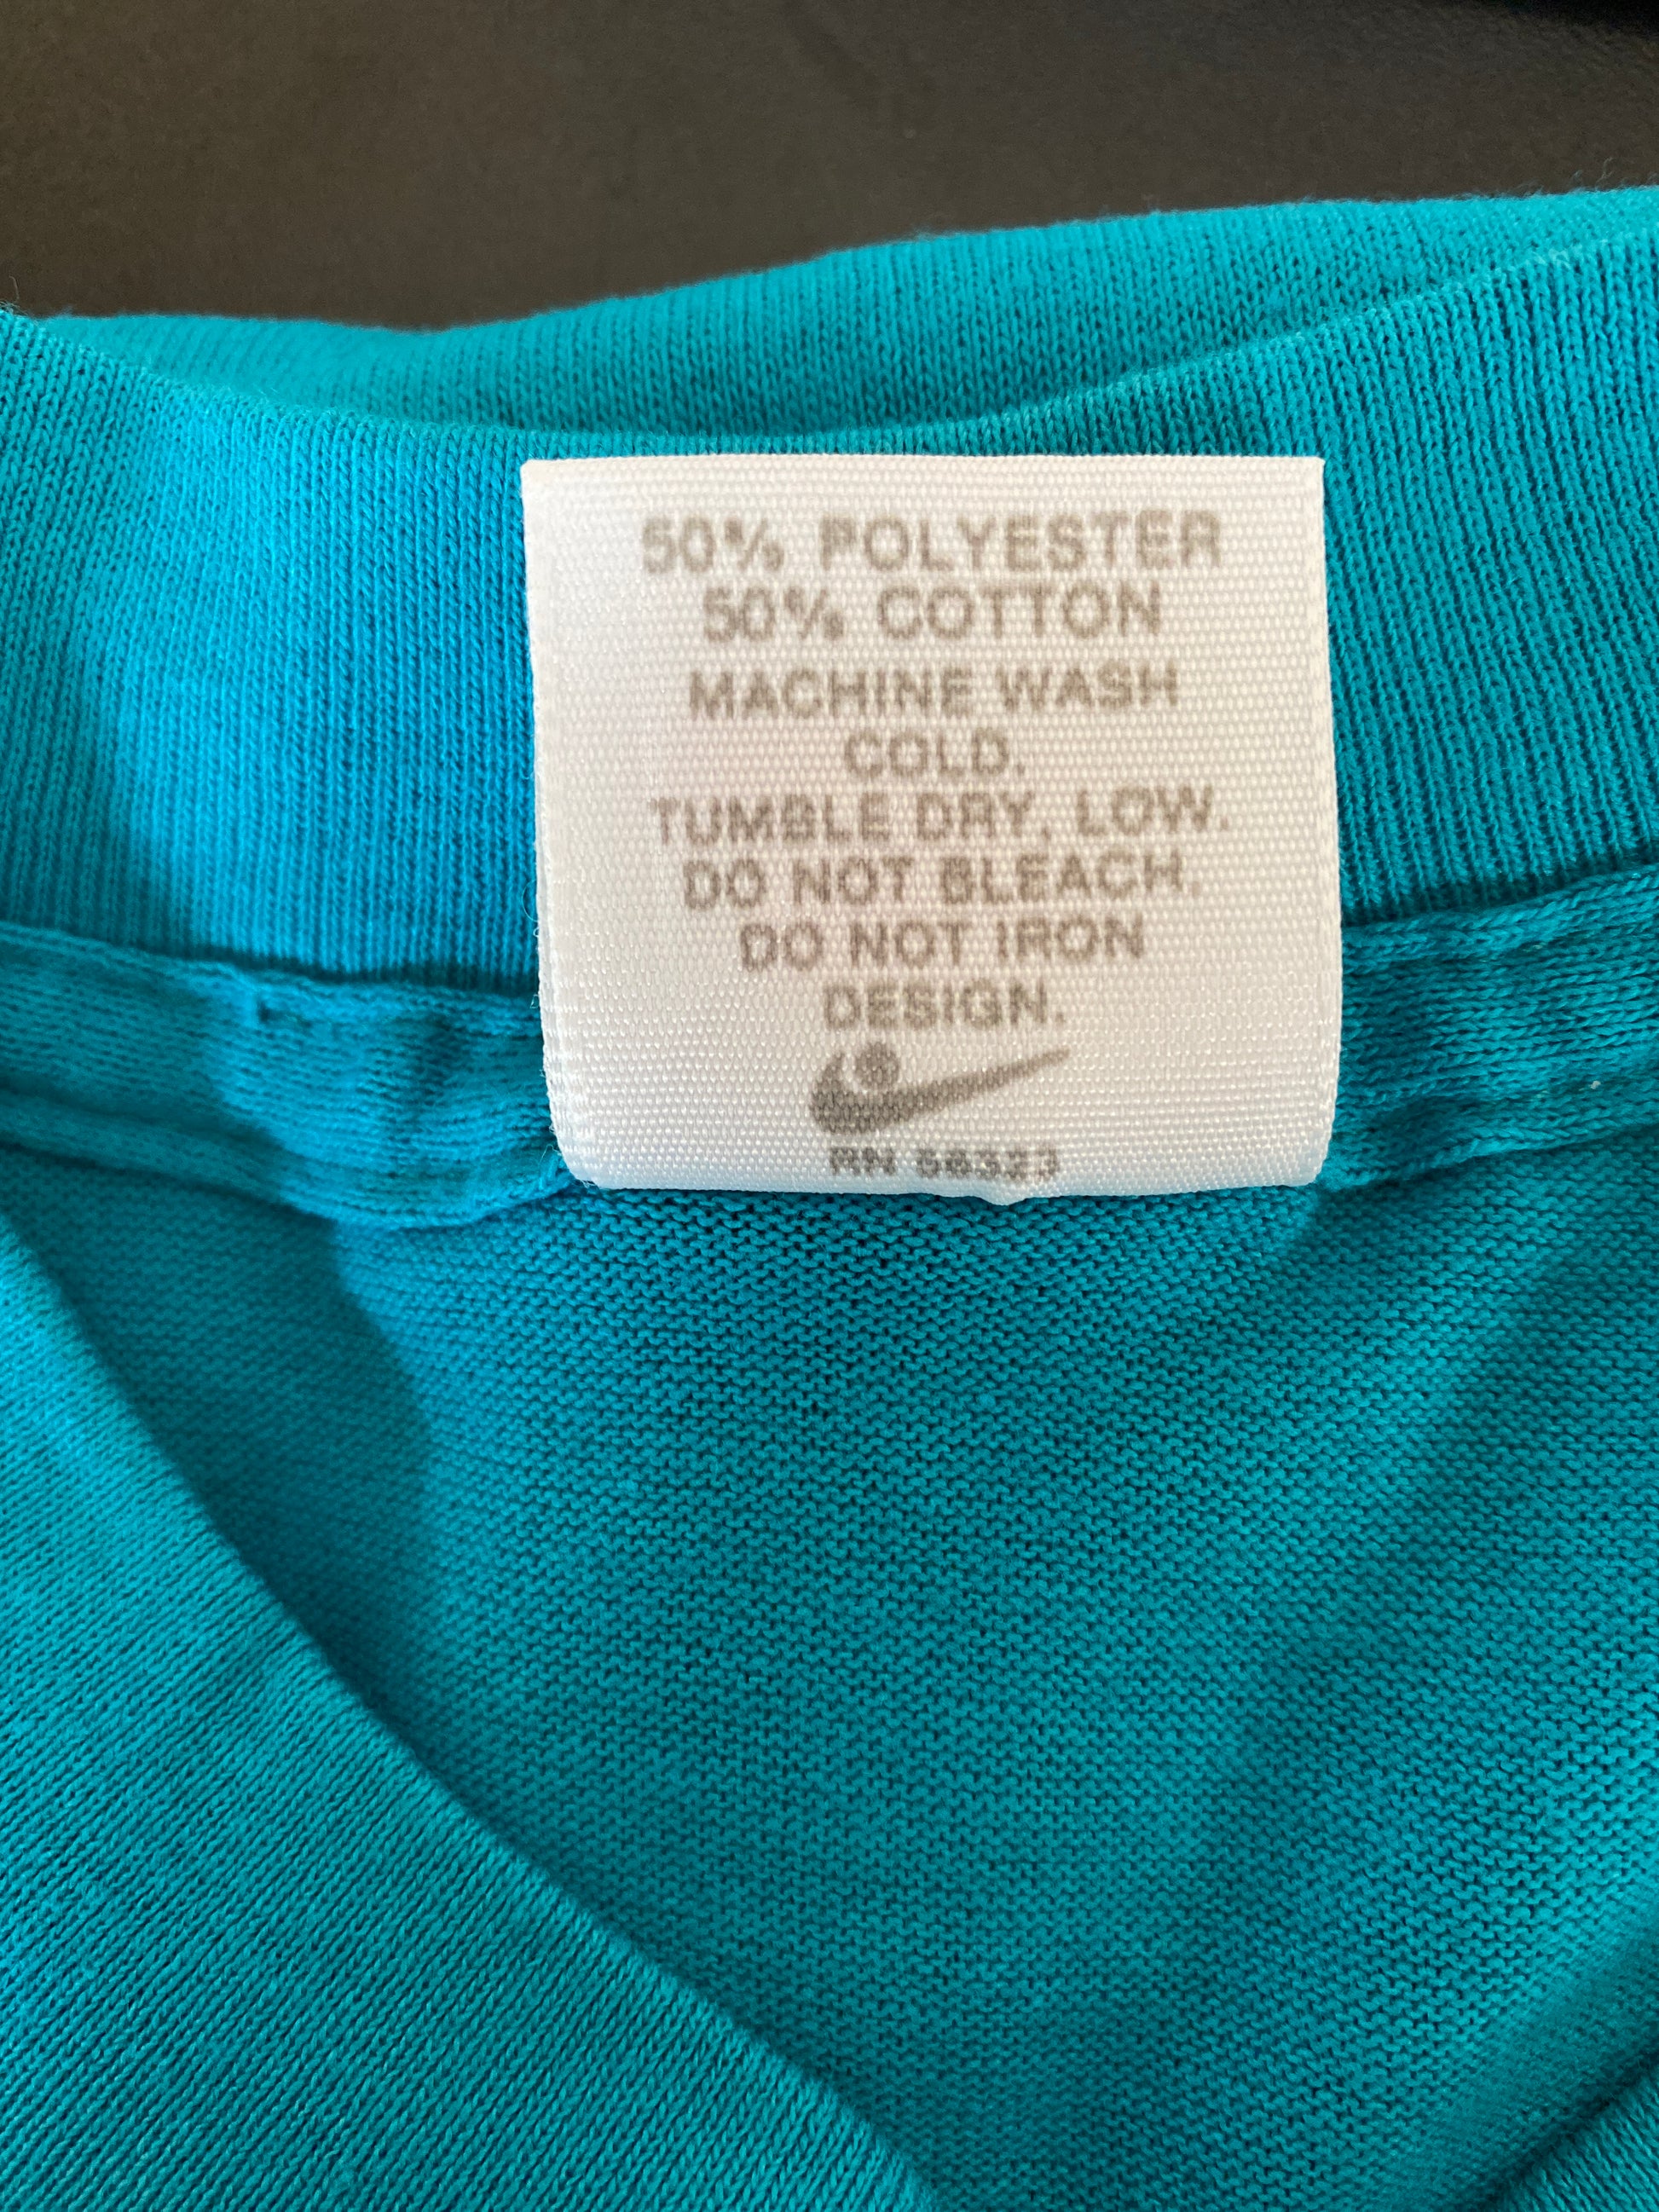 50% POLYESTER
50% COTTON
MACHINE WASH
COLD.
TUMBLE DRY, LOW.
DO NOT BLEACH.
DO NOT IRON
DESIGN.
RN 56323